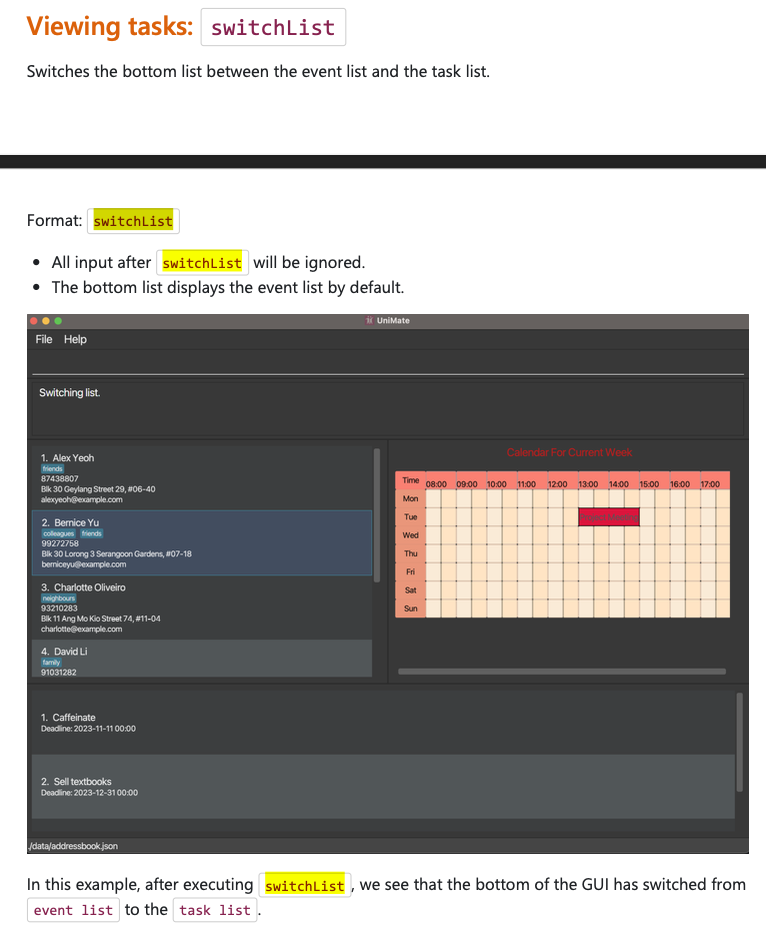 Viewing tasks: switchList
Switches the bottom list between the event list and the task list.
Format: switchList
All input after switchList will be ignored.
The bottom list displays the event list by default.
UniMate
File Help
Switching list.
1. Alex Yeoh
friends
87438807
Blk 30 Geylang Street 29, #06-40
alexyeoh@example.com
2. Bernice Yu
colleagues friends
99272758
Blk 30 Lorong 3 Serangoon Gardens, #07-18
berniceyu@example.com
3. Charlotte Oliveiro
neighbours
93210283
Blk 11 Ang Mo Kio Street 74, #11-04
charlotte@example.com
4. David Li
family
91031282
Calendar For Current Week
Time 08:00 09:00 10:00 11:00 12:00 13:00 14:00 15:00 16:00 17:00
Mon
Tue
Wed
Thu
Fri
Sat
Sun
1. Caffeinate
Deadline: 2023-11-11 00:00
2. Sell textbooks
Deadline: 2023-12-31 00:00
./data/addressbook.json
In this example, after executing switchList, we see that the bottom of the GUI has switched from
event list to the task list.